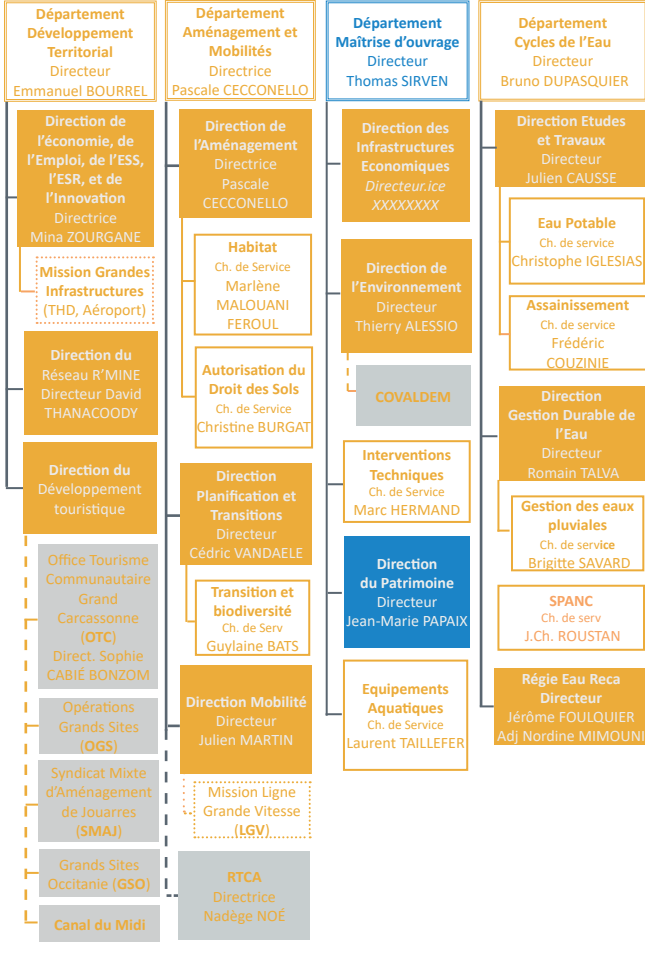 Département
Développement
Territorial
Directeur
Emmanuel BOURREL
Direction de
l'économie, de
l'Emploi, de l'ESS,
l'ESR, et de
l'Innovation
Directrice
Mina ZOURGANE
Mission Grandes
Infrastructures
(THD, Aéroport)
Direction du
Réseau R'MINE
Directeur David
THANACOODY
Direction du
Développement
touristique
Office Tourisme
Communautaire
Grand
Carcassonne
(OTC)
Direct. Sophie
CABIÉ BONZOM
Opérations
Grands Sites
(OGS)
Syndicat Mixte
d'Aménagement
de Jouarres
(SMAJ)
Grands Sites
Occitanie (GSO)
Canal du Midi
Département
Aménagement et
Mobilités
Directrice
Pascale CECCONELLO
Direction de
l'Aménagement
Directrice
Pascale
CECCONELLO
Habitat
Ch. de Service
Marlène
MALOUANI
FEROUL
Autorisation du
Droit des Sols
Ch. de Service
Christine BURGAT
Direction
Planification et
Transitions
Directeur
Cédric VANDAELE
Transition et
biodiversité
Ch. de Serv
Guylaine BATS
Direction Mobilité
Directeur
Julien MARTIN
Mission Ligne
Grande Vitesse
(LGV)
RTCA
Directrice
Nadège NOÉ
Département
Maîtrise d'ouvrage
Directeur
Thomas SIRVEN
Direction des
Infrastructures
Economiques
Directeur.ice
XXXXXXXX
Direction de
l'Environnement
Directeur
Thierry ALESSIO
COVALDEM
Interventions
Techniques
Ch. de Service
Marc HERMAND
Direction
du Patrimoine
Directeur
Jean-Marie PAPAIX
Equipements
Aquatiques
Ch. de Service
Laurent TAILLEFER
Département
Cycles de l'Eau
Directeur
Bruno DUPASQUIER
Direction Etudes
et Travaux
Directeur
Julien CAUSSE
Eau Potable
Ch. de service
Christophe IGLESIAS
Assainissement
Ch. de service
Frédéric
COUZINIE
Direction
Gestion Durable de
l'Eau
Directeur
Romain TALVA
Gestion des eaux
pluviales
Ch. de service
Brigitte SAVARD
SPANC
Ch. de serv
J.Ch. ROUSTAN
Régie Eau Reca
Directeur
Jérôme FOULQUIER
Adj Nordine MIMOUNI